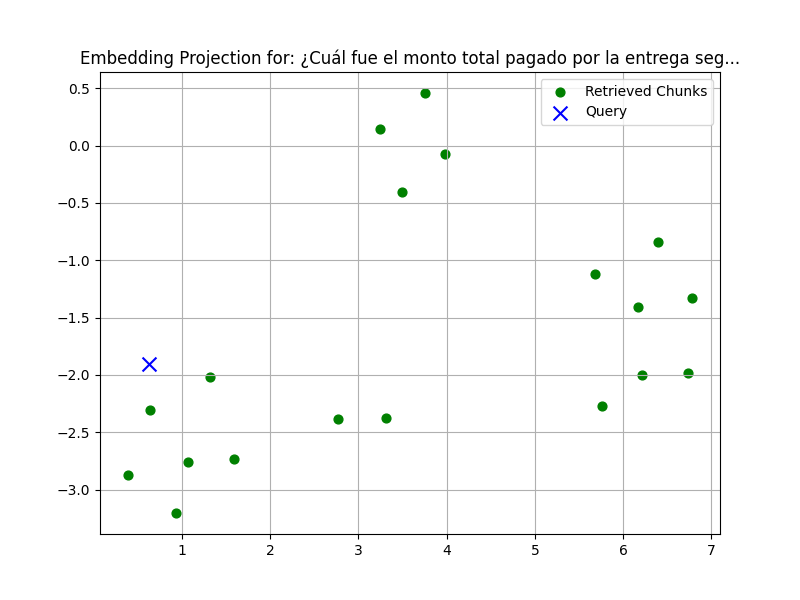 Embedding Projection for: ¿Cuál fue el monto total pagado por la entrega seg...
Retrieved Chunks
Query
0.5
0.0
−0.5
−1.0
−1.5
−2.0
−2.5
−3.0
1 2 3 4 5 6 7